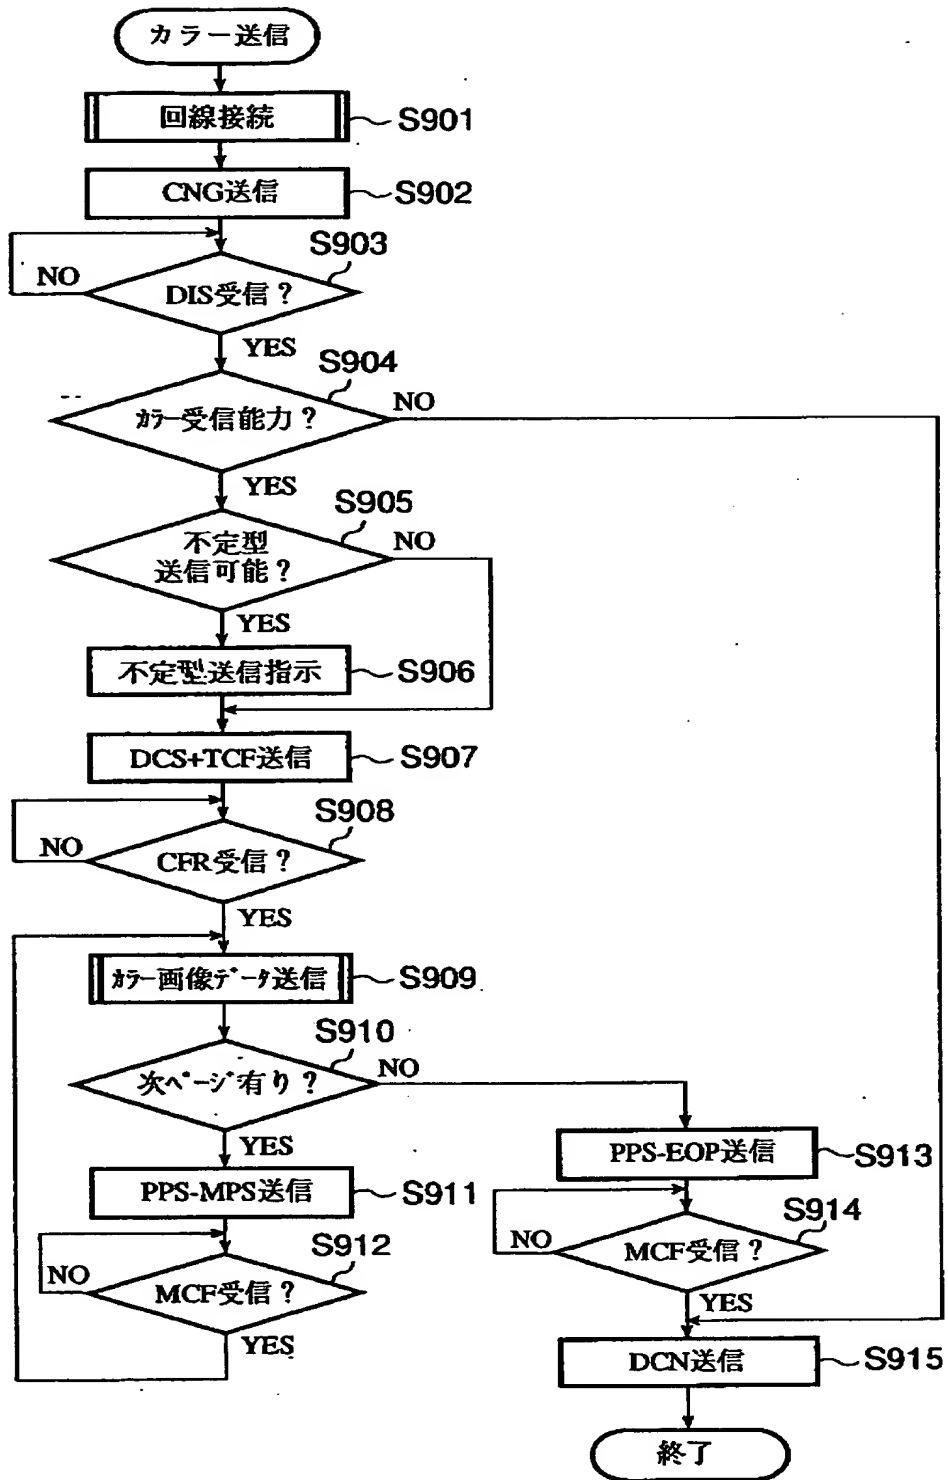 カラー送信
回線接続
S901
CNG送信
S902
S903
NO
DIS受信？
YES
S904
NO
ｶﾗｰ受信能力？
YES
S905
NO
不定型
送信可能？
YES
不定型送信指示
S906
DCS+TCF送信
S907
S908
NO
CFR受信？
YES
ｶﾗｰ画像ﾃﾞｰﾀ送信
S909
S910
NO
次ﾍﾟｰｼﾞ有り？
YES
PPS-EOP送信
S913
PPS-MPS送信
S911
S914
NO
MCF受信？
S912
NO
MCF受信？
YES
YES
DCN送信
S915
終了